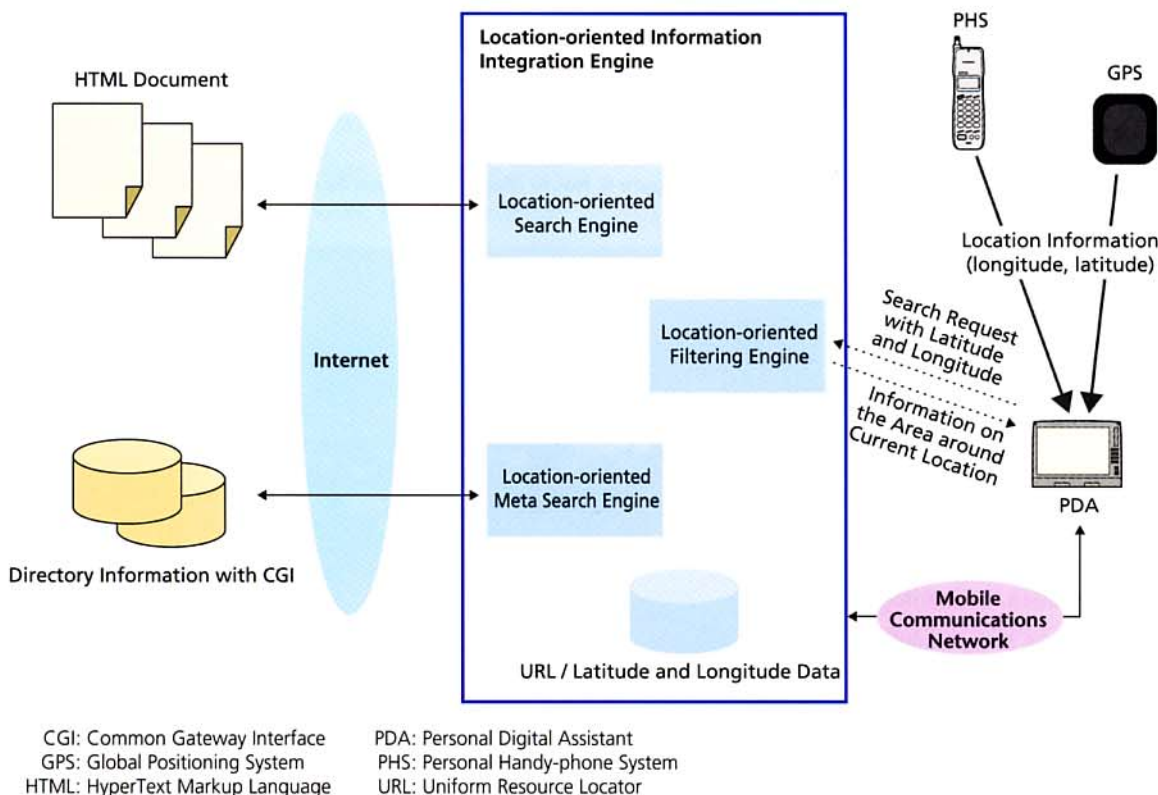 Location-oriented Information
Integration Engine
HTML Document
PHS
GPS
Location-oriented
Search Engine
Location Information
(longitude, latitude)
Internet
Location-oriented
Filtering Engine
Search Request
with Latitude
and Longitude
Information on
the Area around
Current Location
Location-oriented
Meta Search Engine
PDA
Directory Information with CGI
Mobile
Communications
Network
URL / Latitude and Longitude Data
CGI: Common Gateway Interface
GPS: Global Positioning System
HTML: HyperText Markup Language
PDA: Personal Digital Assistant
PHS: Personal Handy-phone System
URL: Uniform Resource Locator